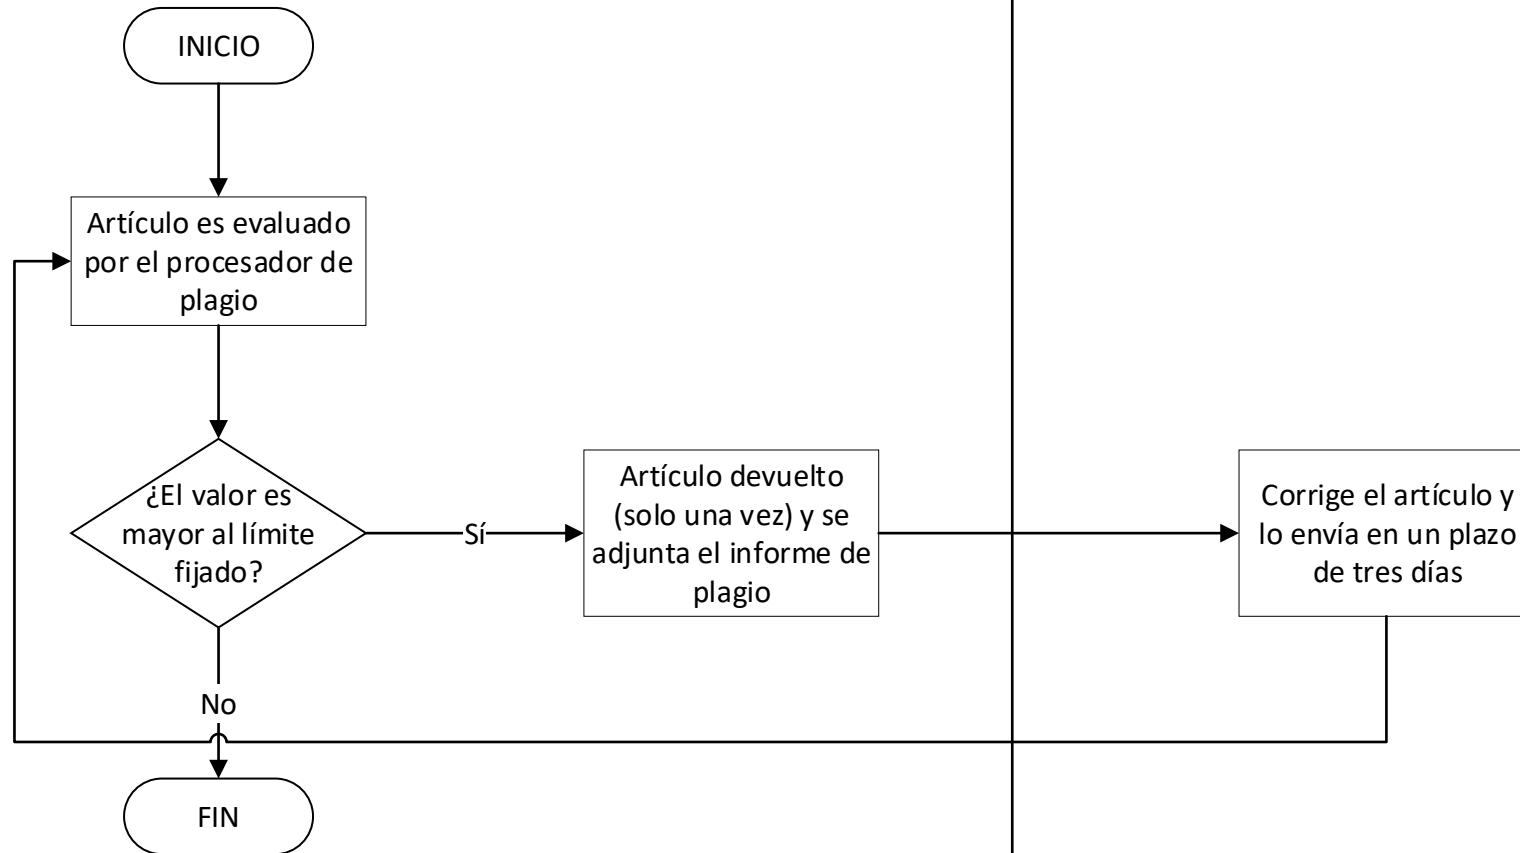 INICIO
Artículo es evaluado
por el procesador de
plagio
¿El valor es
mayor al límite
fijado?
Sí
Artículo devuelto
(solo una vez) y se
adjunta el informe de
plagio
Corrige el artículo y
lo envía en un plazo
de tres días
No
FIN